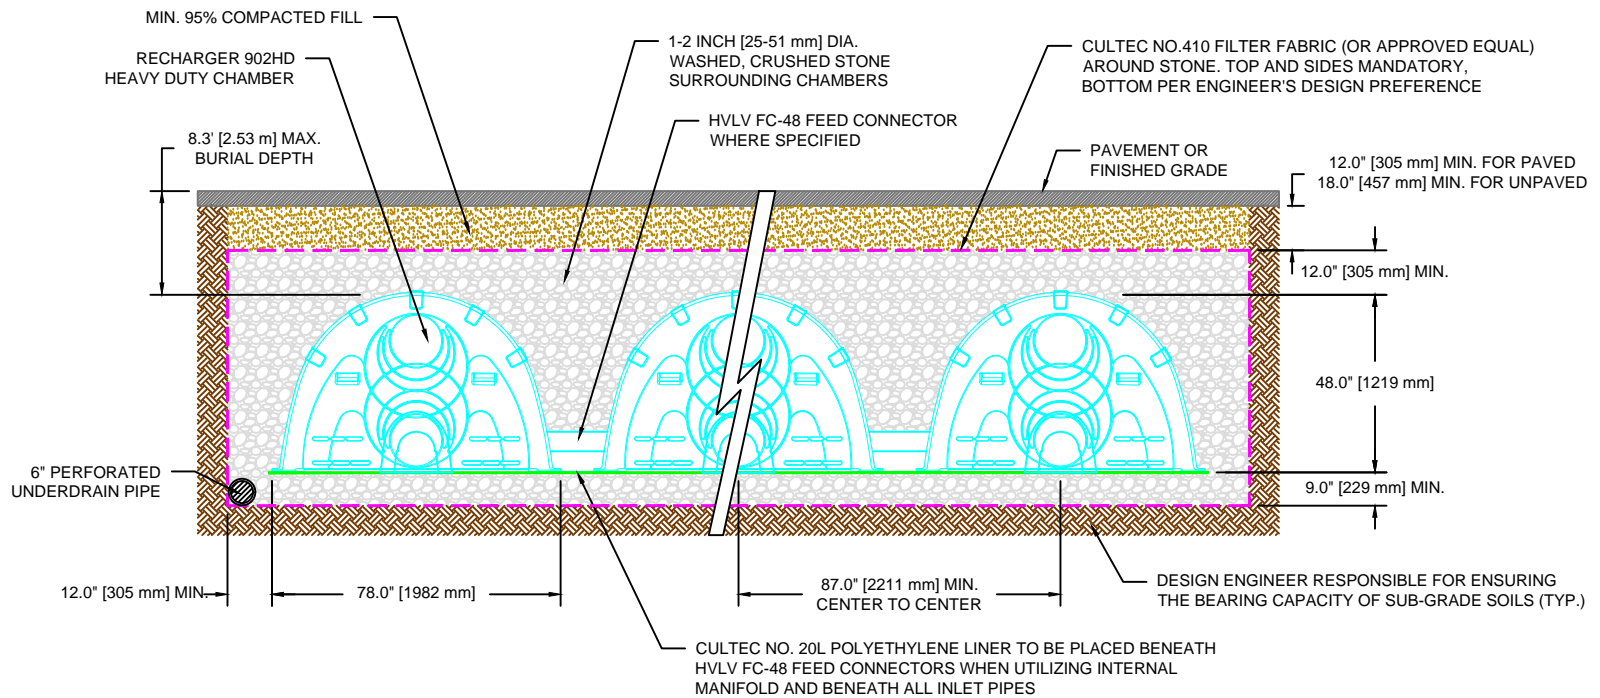 MIN. 95% COMPACTED FILL
RECHARGER 902HD
HEAVY DUTY CHAMBER
8.3' [2.53 m] MAX.
BURIAL DEPTH
1-2 INCH [25-51 mm] DIA.
WASHED, CRUSHED STONE
SURROUNDING CHAMBERS
HVLV FC-48 FEED CONNECTOR
WHERE SPECIFIED
CULTEC NO.410 FILTER FABRIC (OR APPROVED EQUAL)
AROUND STONE. TOP AND SIDES MANDATORY,
BOTTOM PER ENGINEER'S DESIGN PREFERENCE
PAVEMENT OR
FINISHED GRADE
12.0" [305 mm] MIN. FOR PAVED
18.0" [457 mm] MIN. FOR UNPAVED
12.0" [305 mm] MIN.
48.0" [1219 mm]
9.0" [229 mm] MIN.
6" PERFORATED
UNDERDRAIN PIPE
12.0" [305 mm] MIN.
78.0" [1982 mm]
87.0" [2211 mm] MIN.
CENTER TO CENTER
DESIGN ENGINEER RESPONSIBLE FOR ENSURING
THE BEARING CAPACITY OF SUB-GRADE SOILS (TYP.)
CULTEC NO. 20L POLYETHYLENE LINER TO BE PLACED BENEATH
HVLV FC-48 FEED CONNECTORS WHEN UTILIZING INTERNAL
MANIFOLD AND BENEATH ALL INLET PIPES